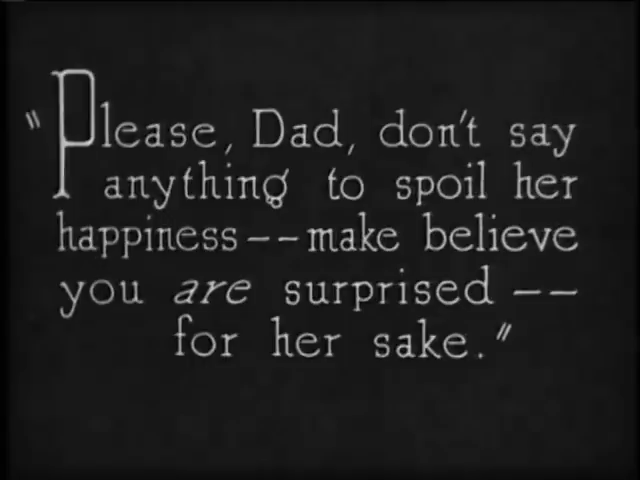 "Please, Dad, don't say
anything to spoil her
happiness--make believe
you are surprised--
for her sake."